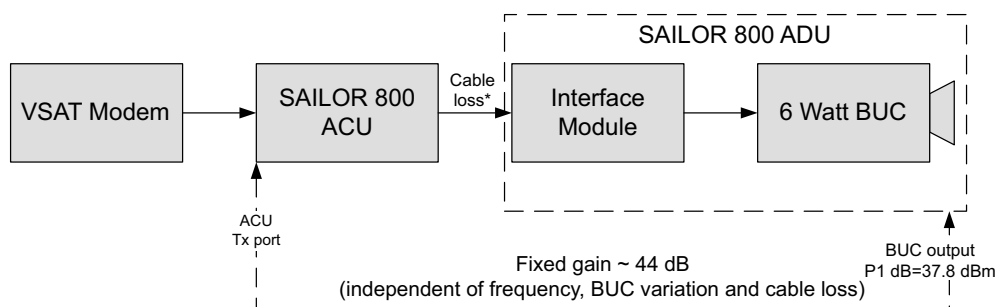 SAILOR 800 ADU
VSAT Modem
SAILOR 800
ACU
Cable
loss*
Interface
Module
6 Watt BUC
ACU
Tx port
BUC output
P1 dB=37.8 dBm
Fixed gain ~ 44 dB
(independent of frequency, BUC variation and cable loss)